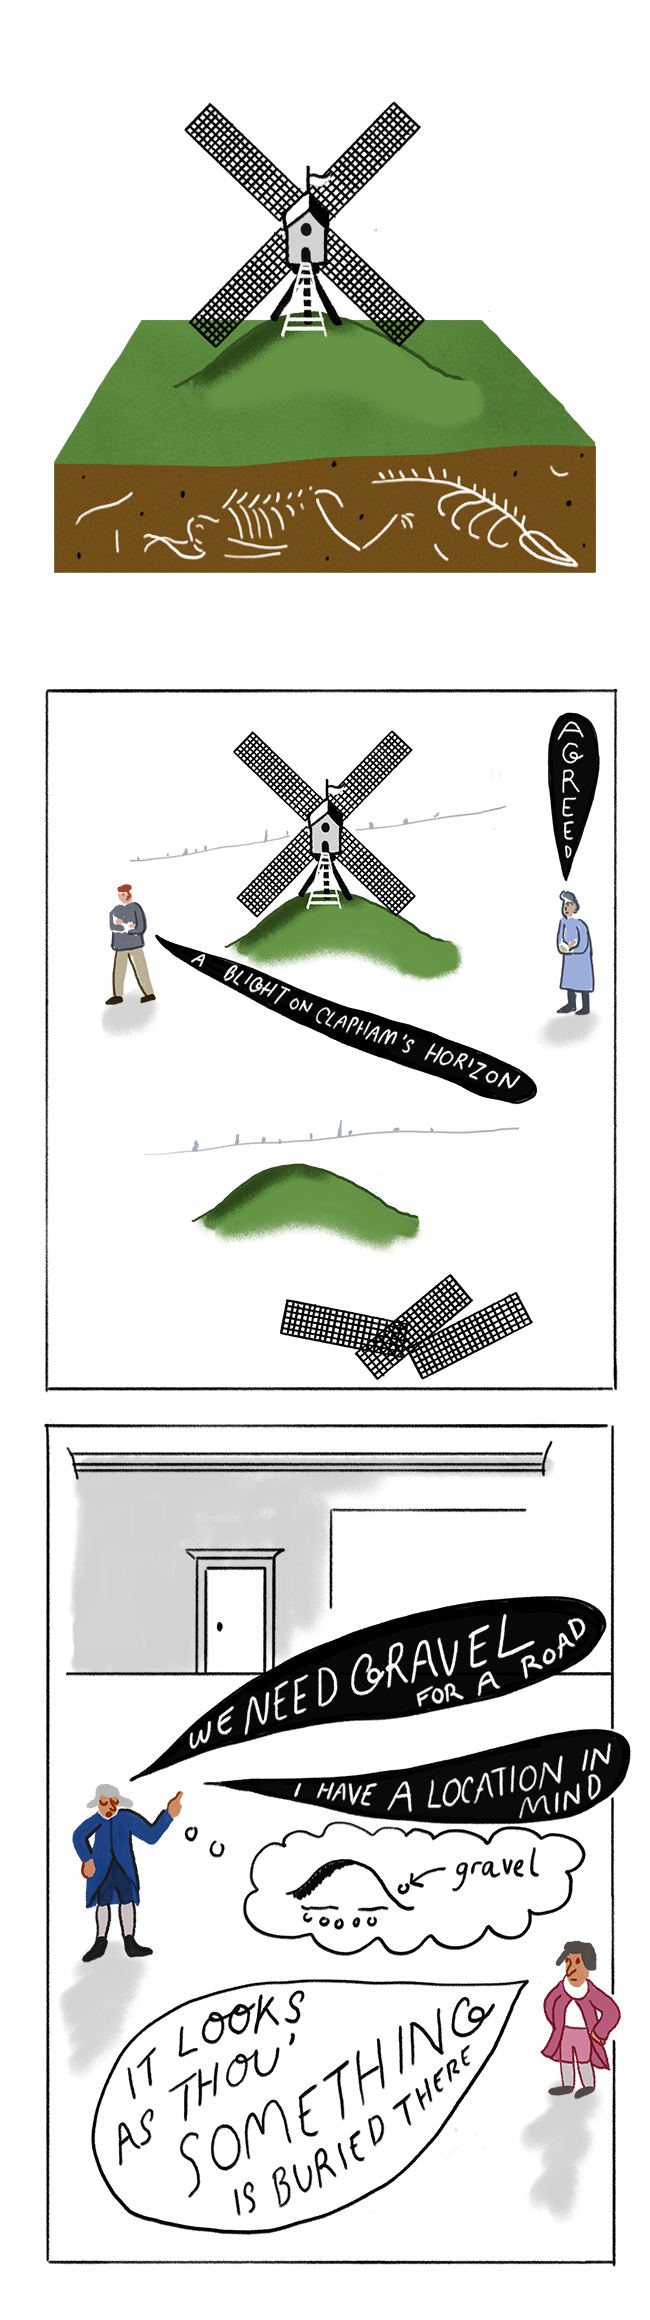 AGREED
A BLIGHT ON CLAPHAM'S HORIZON
WE NEED GRAVEL
FOR A ROAD
I HAVE A LOCATION IN
MIND
gravel
IT LOOKS
AS THOU'
SOMETHING
IS BURIED THERE